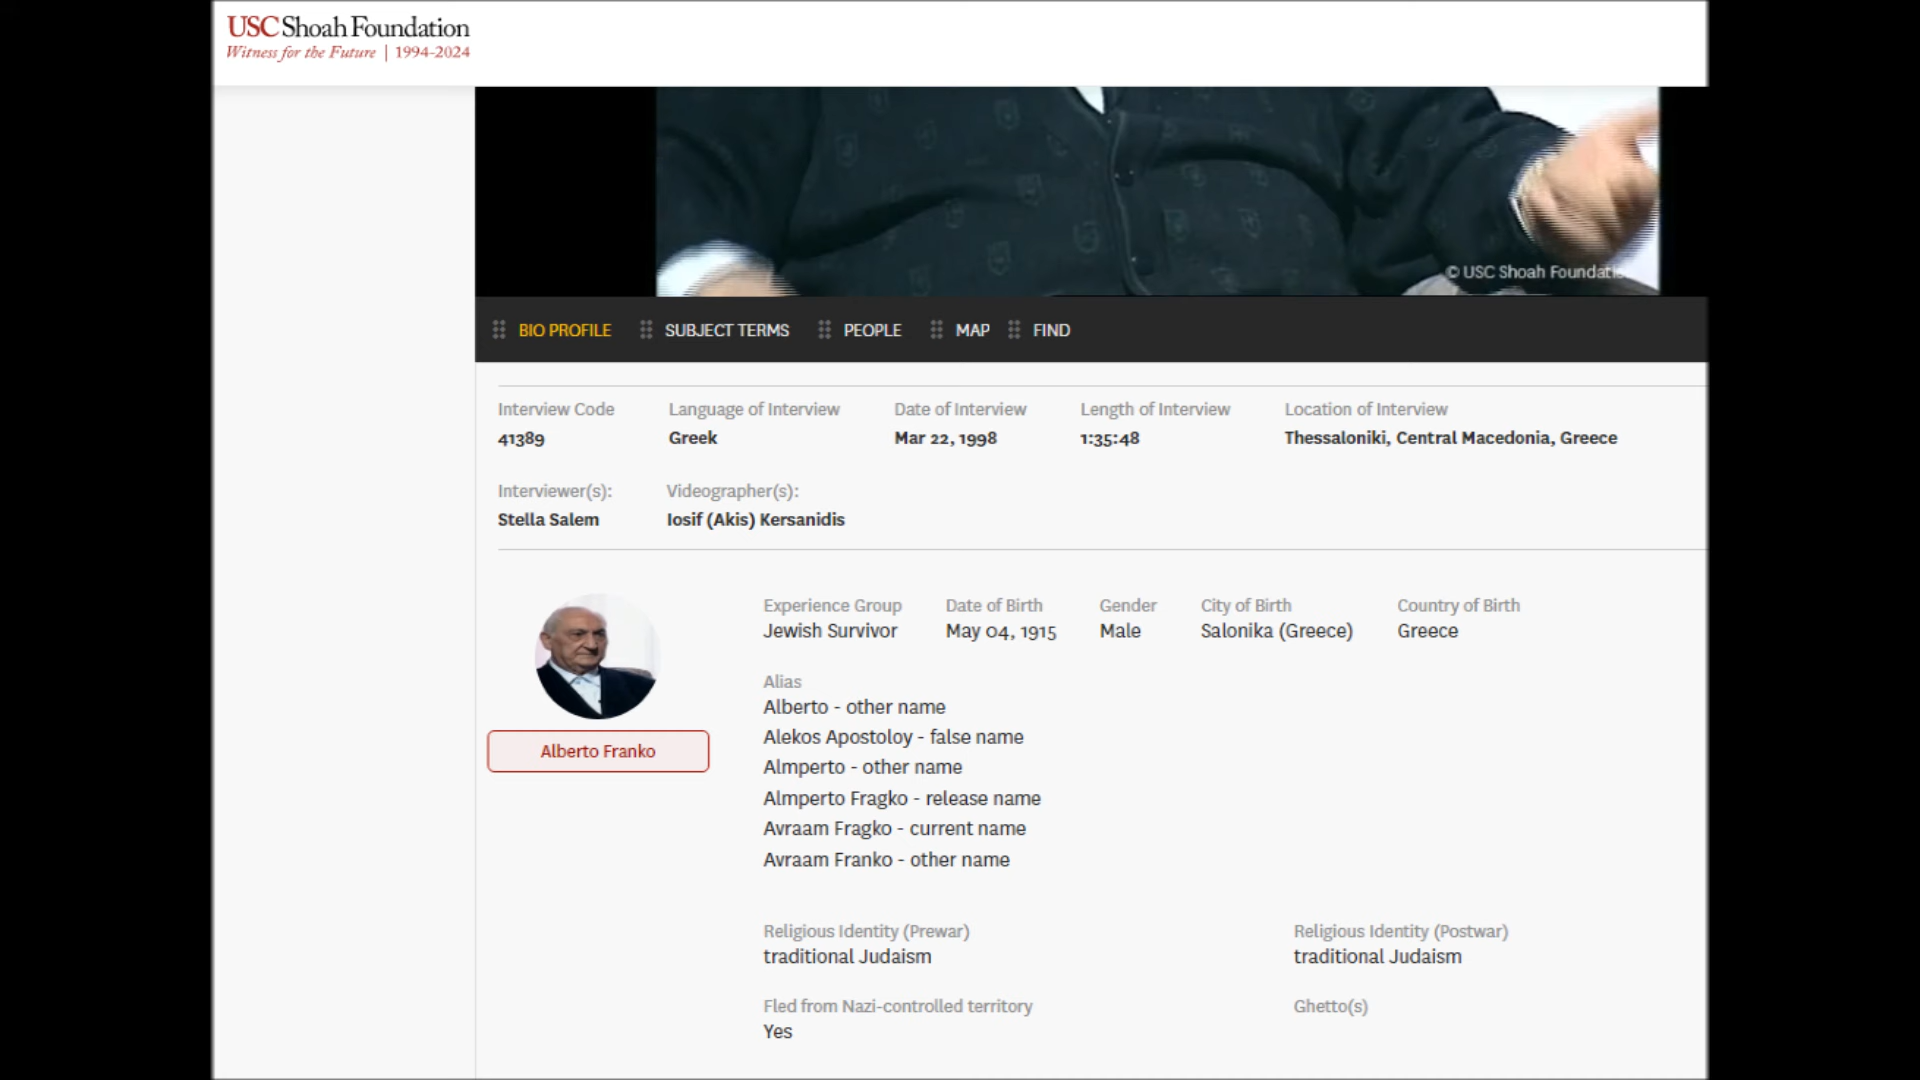 USC Shoah Foundation
Witness for the Future | 1994-2024
© USC Shoah Foundation
BIO PROFILE SUBJECT TERMS PEOPLE MAP FIND
Interview Code Language of Interview Date of Interview Length of Interview Location of Interview
41389 Greek Mar 22, 1998 1:35:48 Thessaloniki, Central Macedonia, Greece
Interviewer(s): Videographer(s):
Stella Salem Iosif (Akis) Kersanidis
Experience Group Date of Birth Gender City of Birth Country of Birth
Jewish Survivor May 04, 1915 Male Salonika (Greece) Greece
Alias
Alberto - other name
Alekos Apostoloy - false name
Alberto Franko
Almperto - other name
Almperto Fragko - release name
Avraam Fragko - current name
Avraam Franko - other name
Religious Identity (Prewar) Religious Identity (Postwar)
traditional Judaism traditional Judaism
Fled from Nazi-controlled territory Ghetto(s)
Yes